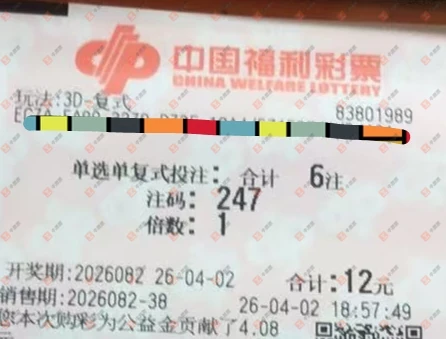 中国福利彩票
CHINA WELFARE LOTTERY
玩法:3D-复式
83801989
单选单复式投注: 合计 6注
注码: 247
倍数: 1
开奖期:2026082 26-04-02 合计:12元
销售期:2026082-38 26-04-02 18:57:49
您本次购彩为公益金贡献了4.08